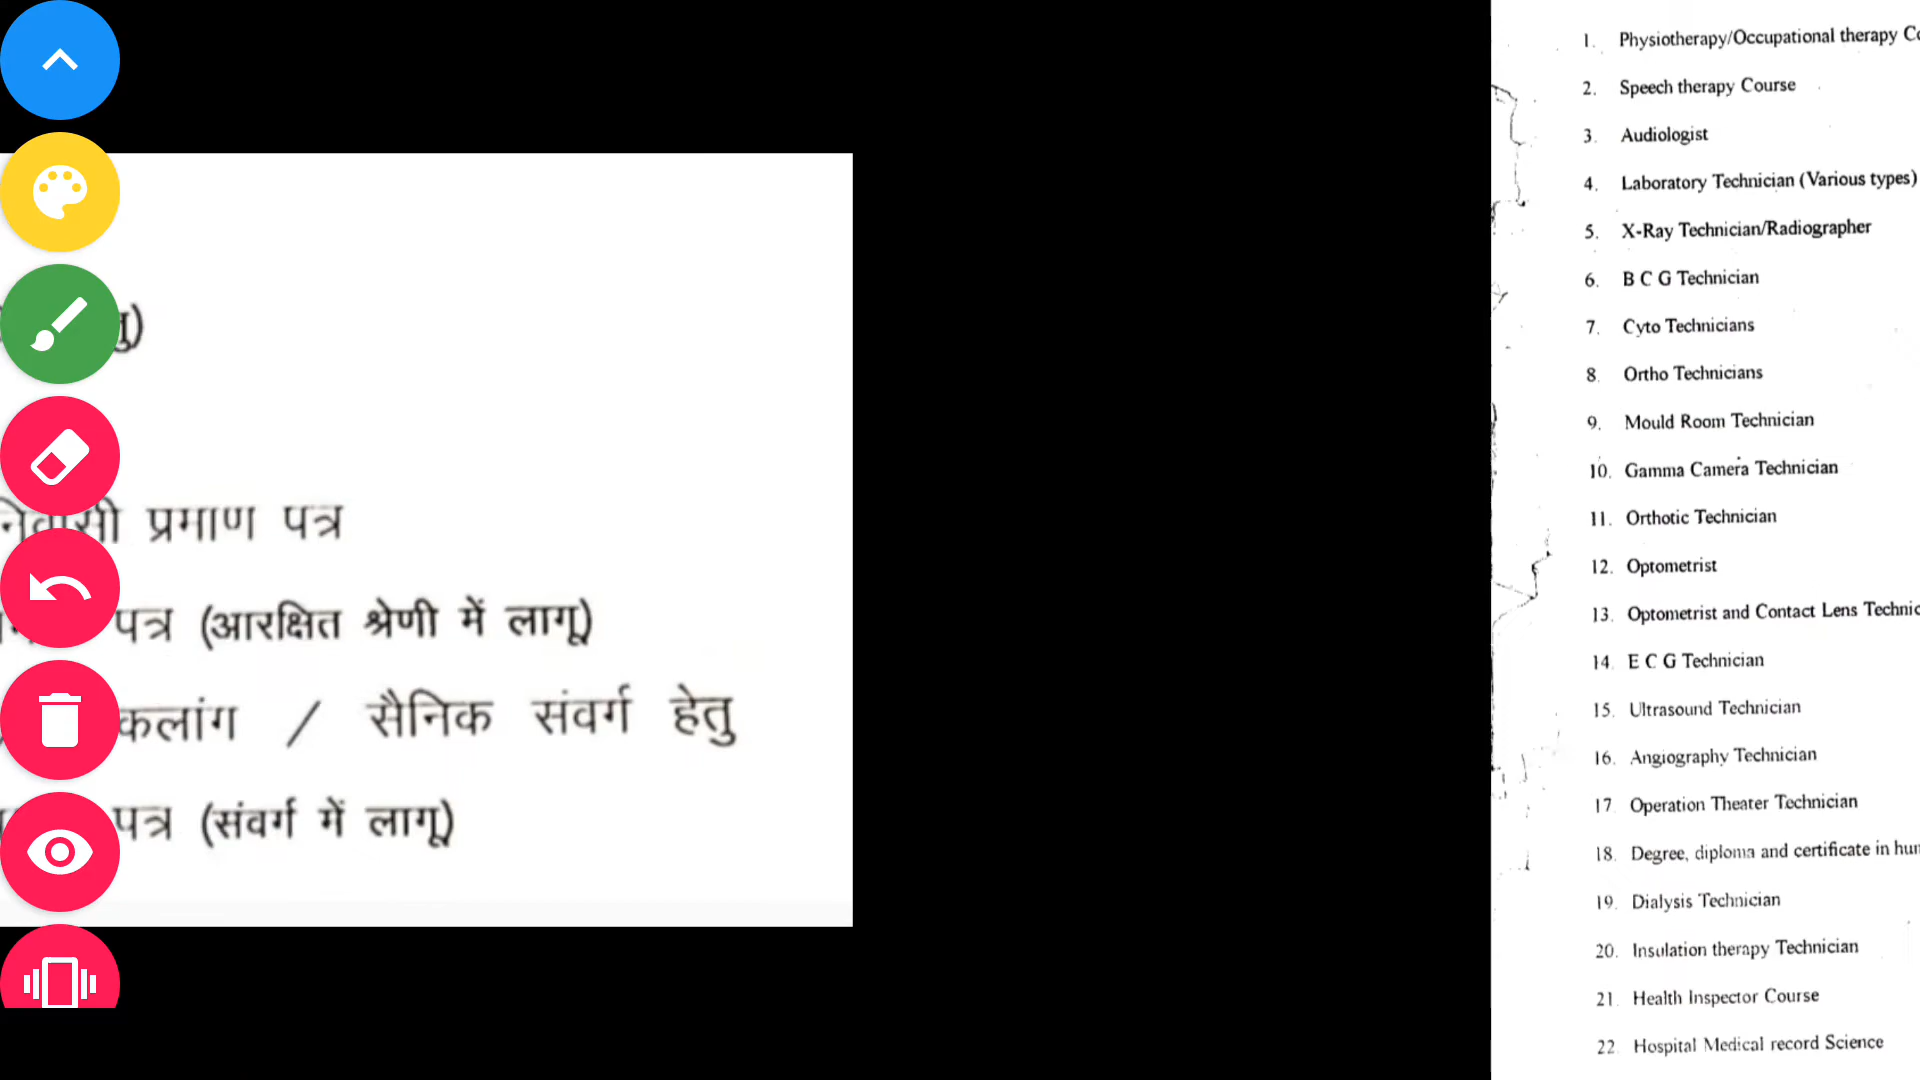 निवासी प्रमाण पत्र
पत्र (आरक्षित श्रेणी में लागू)
/ सैनिक संवर्ग हेतु
पत्र (संवर्ग में लागू)
1. Physiotherapy/Occupational therapy
2. Speech therapy Course
3. Audiologist
4. Laboratory Technician (Various types)
5. X-Ray Technician/Radiographer
6. B C G Technician
7. Cyto Technicians
8. Ortho Technicians
9. Mould Room Technician
10. Gamma Camera Technician
11. Orthotic Technician
12. Optometrist
13. Optometrist and Contact Lens
14. E C G Technician
15. Ultrasound Technician
16. Angiography Technician
17. Operation Theater Technician
18. Degree, diploma and certificate in
19. Dialysis Technician
20. Insulation therapy Technician
21. Health Inspector Course
22. Hospital Medical record Science